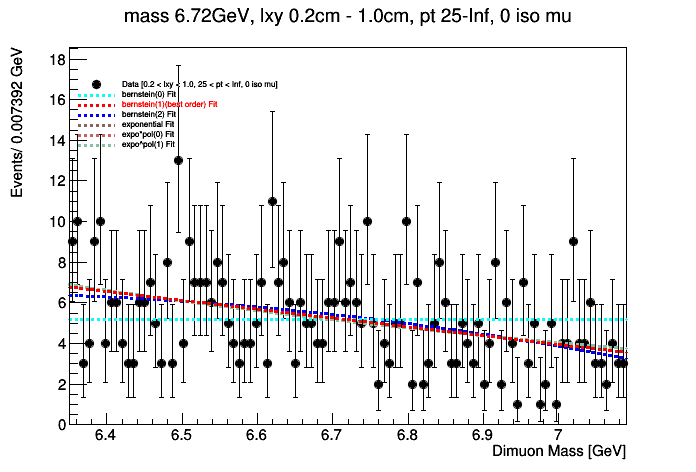 mass 6.72GeV, lxy 0.2cm - 1.0cm, pt 25-Inf, 0 iso mu
Events/ 0.007392 GeV
18
16
14
12
10
8
6
4
2
0
Data [0.2 < lxy < 1.0, 25 < pt < Inf, 0 iso mu]
bernstein(0) Fit
bernstein(1)(best order) Fit
bernstein(2) Fit
exponential Fit
expo*pol(0) Fit
expo*pol(1) Fit
6.4 6.5 6.6 6.7 6.8 6.9 7
Dimuon Mass [GeV]